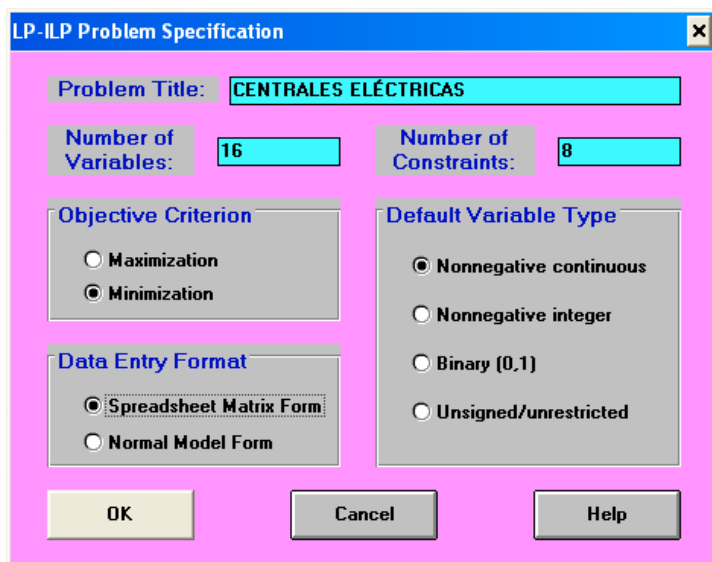 LP-ILP Problem Specification
Problem Title: CENTRALES ELÉCTRICAS
Number of
Variables: 16
Number of
Constraints: 8
Objective Criterion
Maximization
Minimization
Default Variable Type
Nonnegative continuous
Nonnegative integer
Binary (0,1)
Unsigned/unrestricted
Data Entry Format
Spreadsheet Matrix Form
Normal Model Form
OK
Cancel
Help